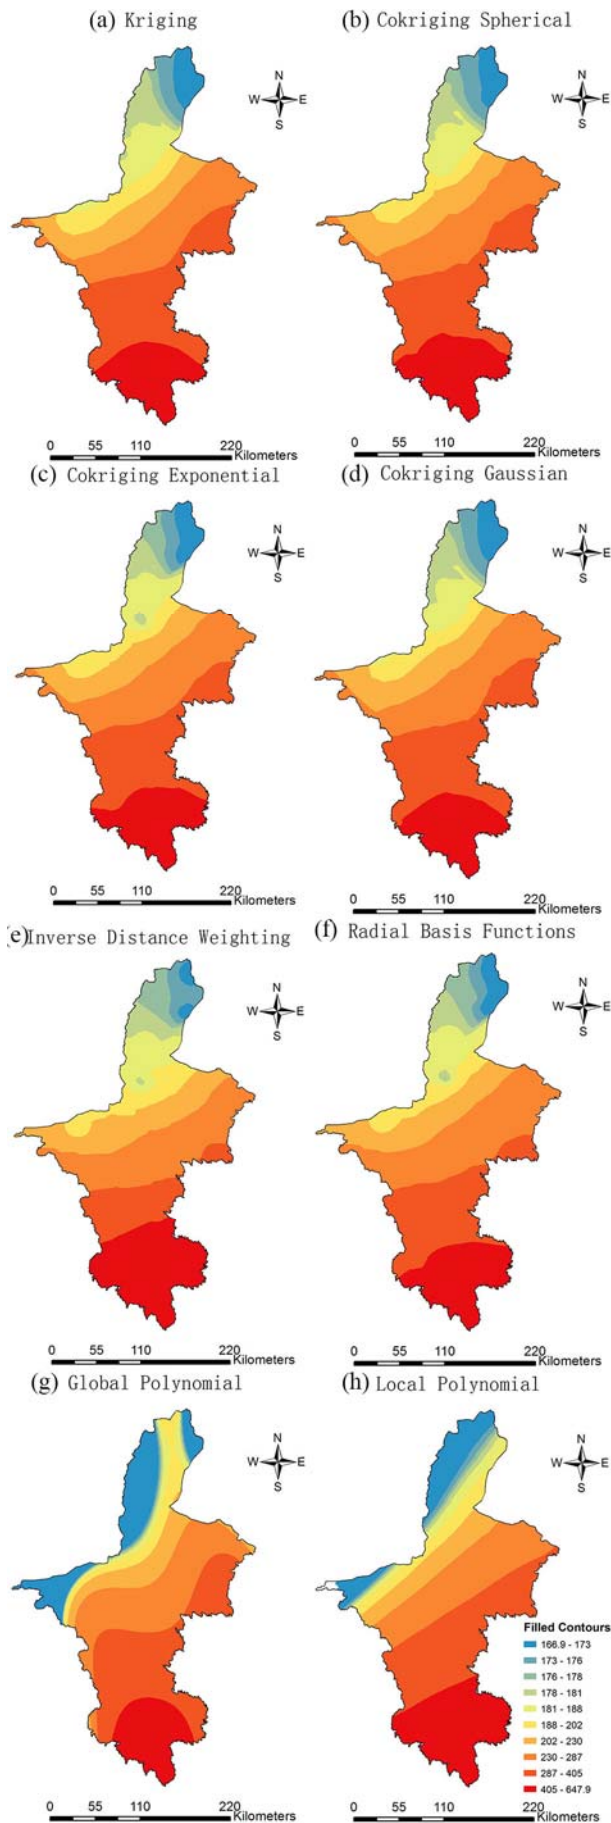 (a) Kriging
(b) Cokriging Spherical
N
W E
S
N
W E
S
0 55 110 220
Kilometers
0 55 110 220
Kilometers
(c) Cokriging Exponential
(d) Cokriging Gaussian
N
W E
S
N
W E
S
0 55 110 220
Kilometers
0 55 110 220
Kilometers
(e) Inverse Distance Weighting
(f) Radial Basis Functions
N
W E
S
N
W E
S
0 55 110 220
Kilometers
0 55 110 220
Kilometers
(g) Global Polynomial
(h) Local Polynomial
N
W E
S
N
W E
S
Filled Contours
166.9 - 173
173 - 176
176 - 178
178 - 181
181 - 188
188 - 202
202 - 230
230 - 287
287 - 405
405 - 647.9
0 55 110 220
Kilometers
0 55 110 220
Kilometers